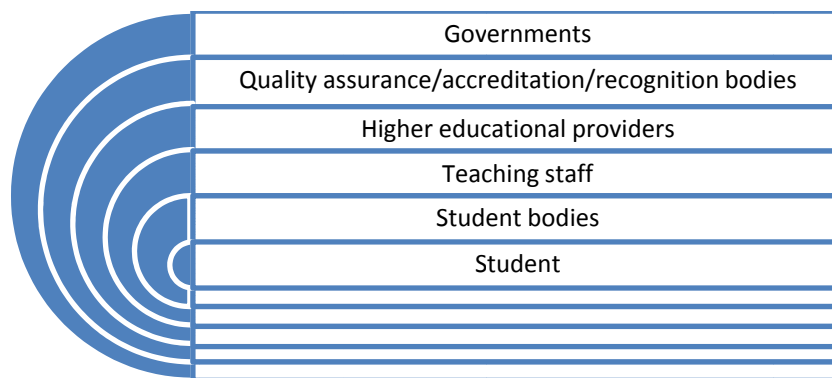 Governments
Quality assurance/accreditation/recognition bodies
Higher educational providers
Teaching staff
Student bodies
Student